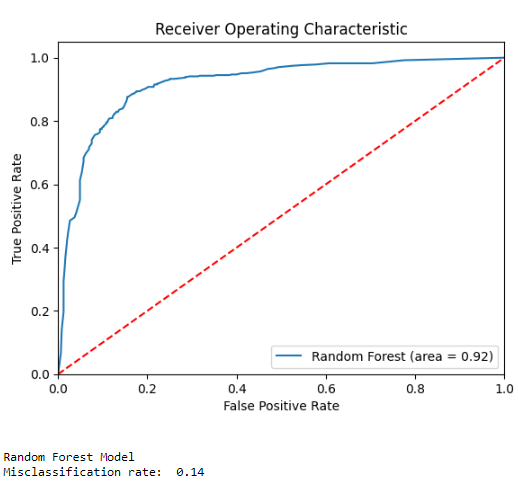 Receiver Operating Characteristic
1.0
0.8
0.6
0.4
0.2
0.0
True Positive Rate
Random Forest (area = 0.92)
0.0 0.2 0.4 0.6 0.8 1.0
False Positive Rate
Random Forest Model
Misclassification rate:  0.14